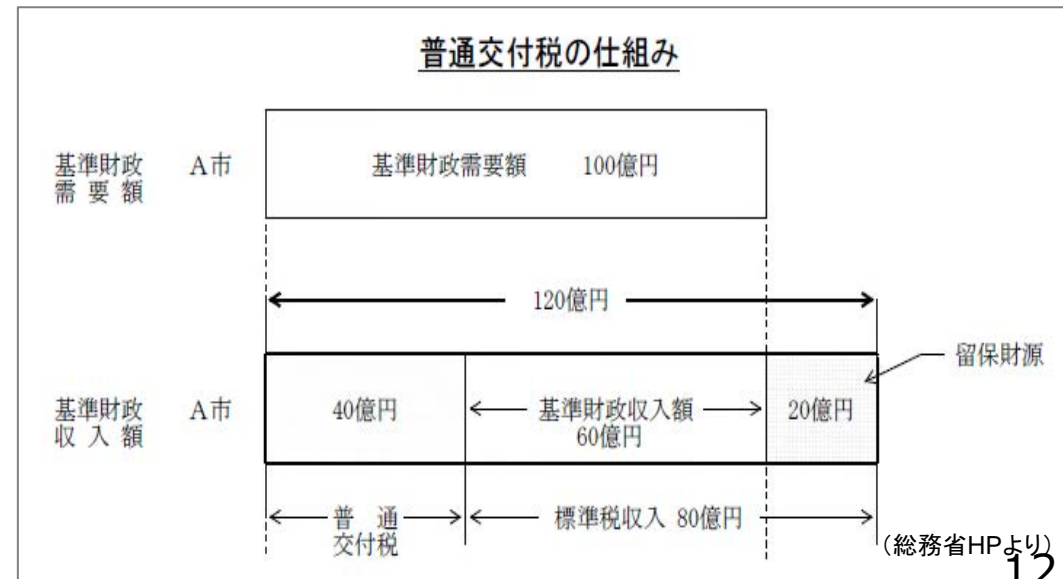 普通交付税の仕組み
基準財政
需 要 額
A市
基準財政需要額 100億円
120億円
留保財源
基準財政
収 入 額
A市
40億円
基準財政収入額
60億円
20億円
普 通
交付税
標準税収入 80億円
(総務省HPより)
12